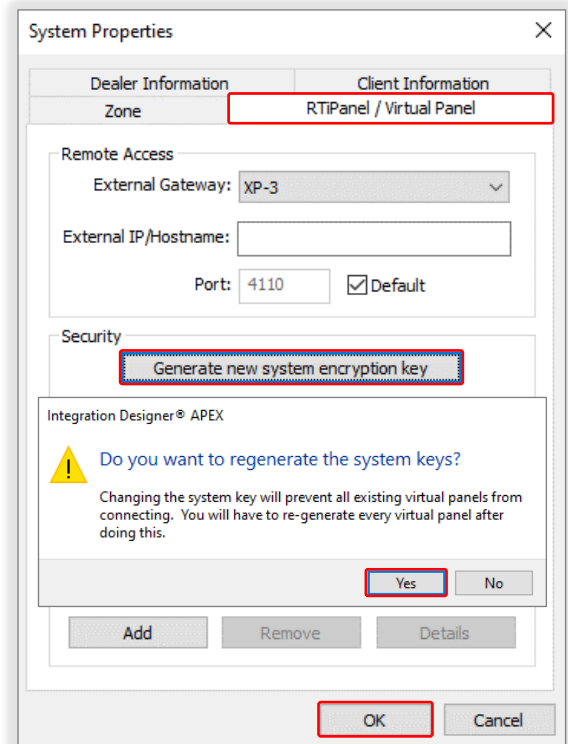 System Properties
Dealer Information
Client Information
Zone
RTiPanel / Virtual Panel
Remote Access
External Gateway: XP-3
External IP/Hostname:
Port: 4110 Default
Security
Generate new system encryption key
Integration Designer® APEX
Do you want to regenerate the system keys?
Changing the system key will prevent all existing virtual panels from
connecting.  You will have to re-generate every virtual panel after
doing this.
Yes
No
Add
Remove
Details
OK
Cancel